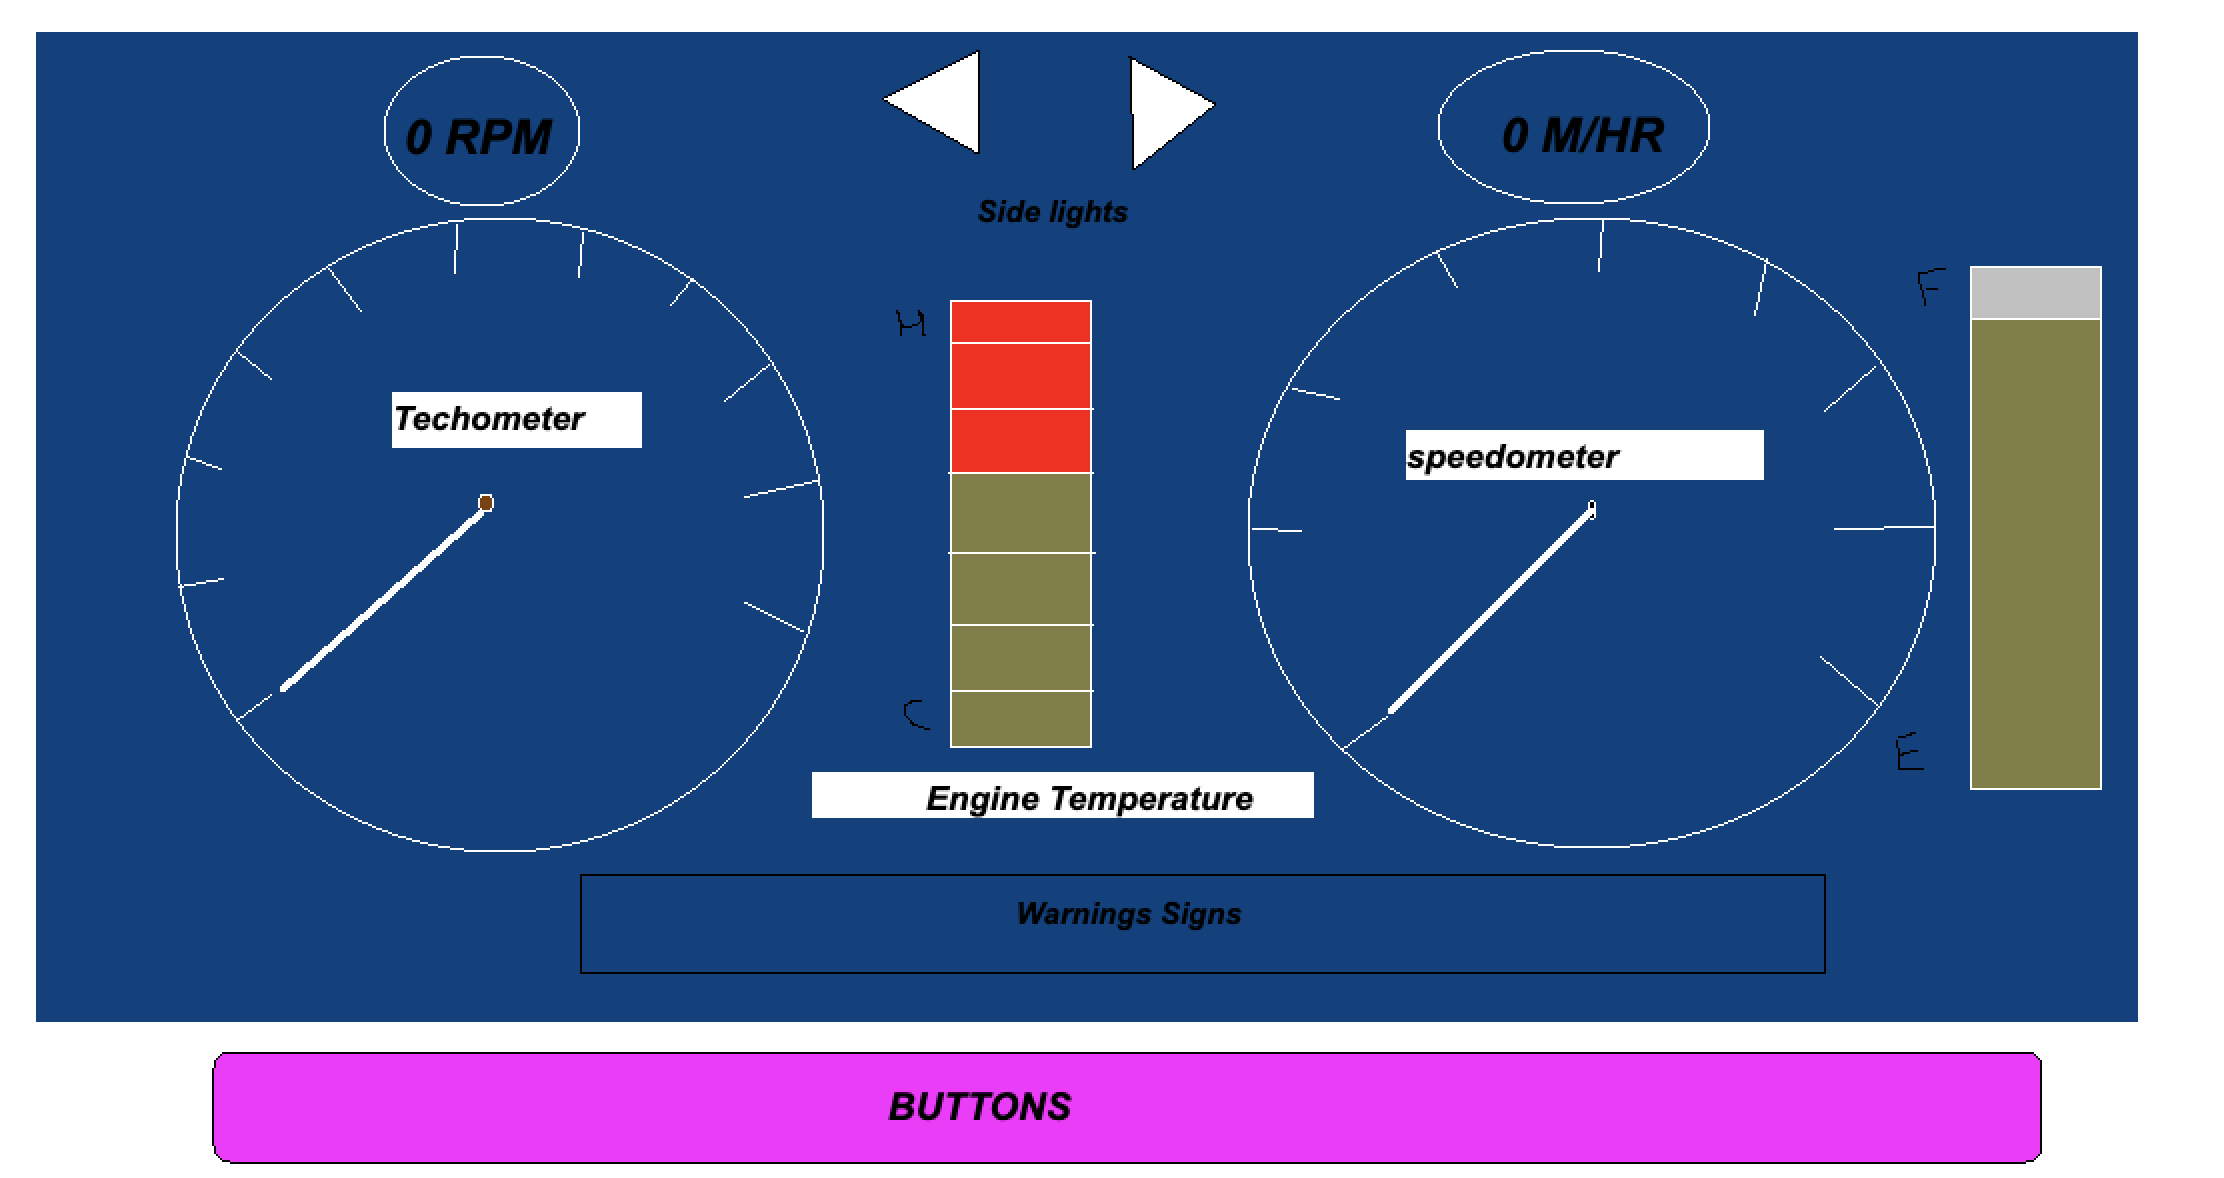 0 RPM
0 M/HR
Side lights
F
H
Techometer
speedometer
C
E
Engine Temperature
Warnings Signs
BUTTONS